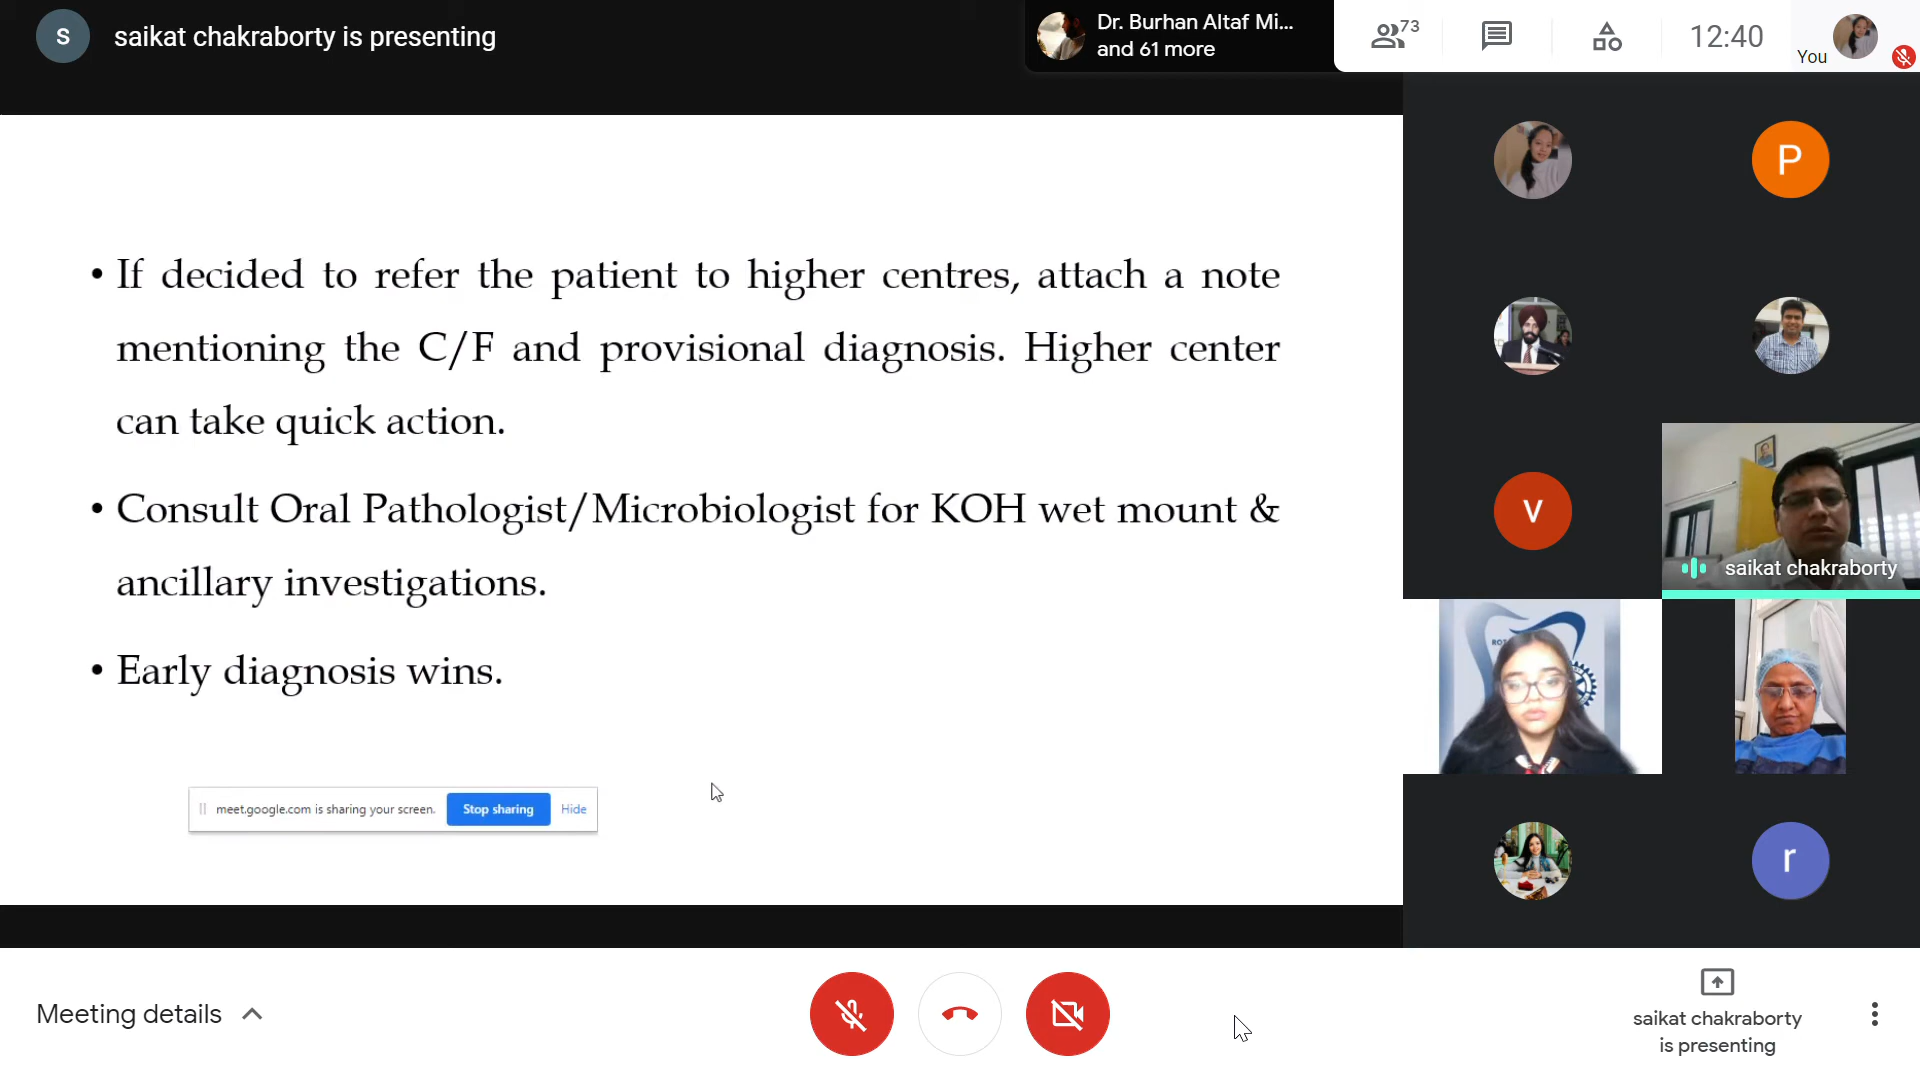 S
saikat chakraborty is presenting
Dr. Burhan Altaf Mi...
and 61 more
73
12:40
You
P
• If decided to refer the patient to higher centres, attach a note
mentioning the C/F and provisional diagnosis. Higher center
can take quick action.
• Consult Oral Pathologist/Microbiologist for KOH wet mount &
ancillary investigations.
• Early diagnosis wins.
meet.google.com is sharing your screen.
Stop sharing
Hide
V
saikat chakraborty
ROT
r
Meeting details
saikat chakraborty
is presenting